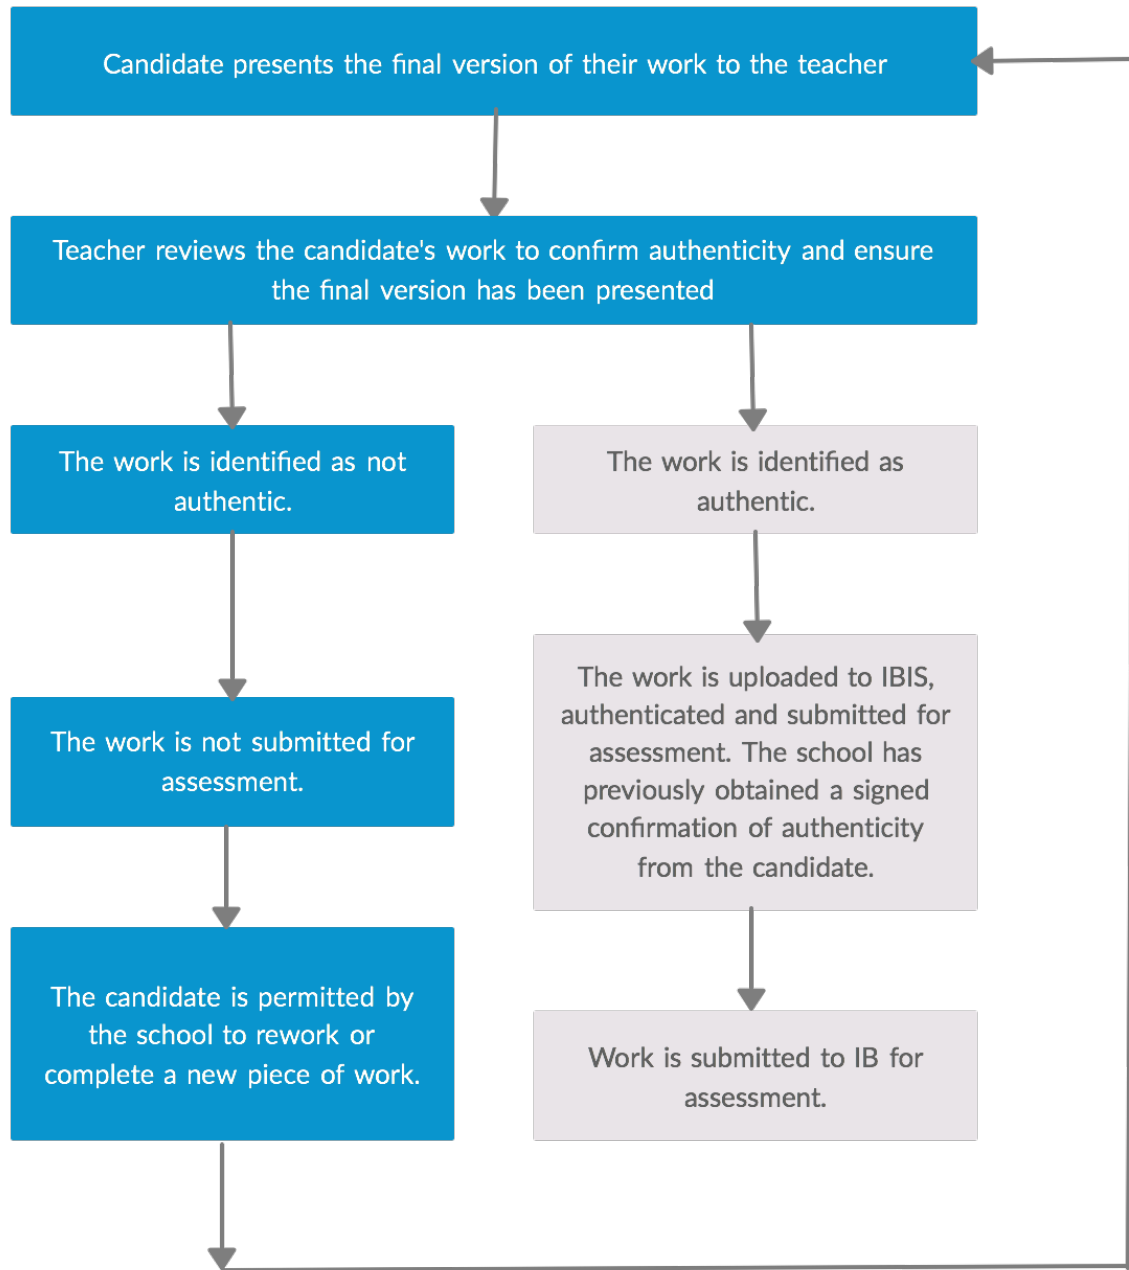 Candidate presents the final version of their work to the teacher
Teacher reviews the candidate's work to confirm authenticity and ensure
the final version has been presented
The work is identified as not
authentic.
The work is identified as
authentic.
The work is not submitted for
assessment.
The work is uploaded to IBIS,
authenticated and submitted for
assessment. The school has
previously obtained a signed
confirmation of authenticity
from the candidate.
The candidate is permitted by
the school to rework or
complete a new piece of work.
Work is submitted to IB for
assessment.